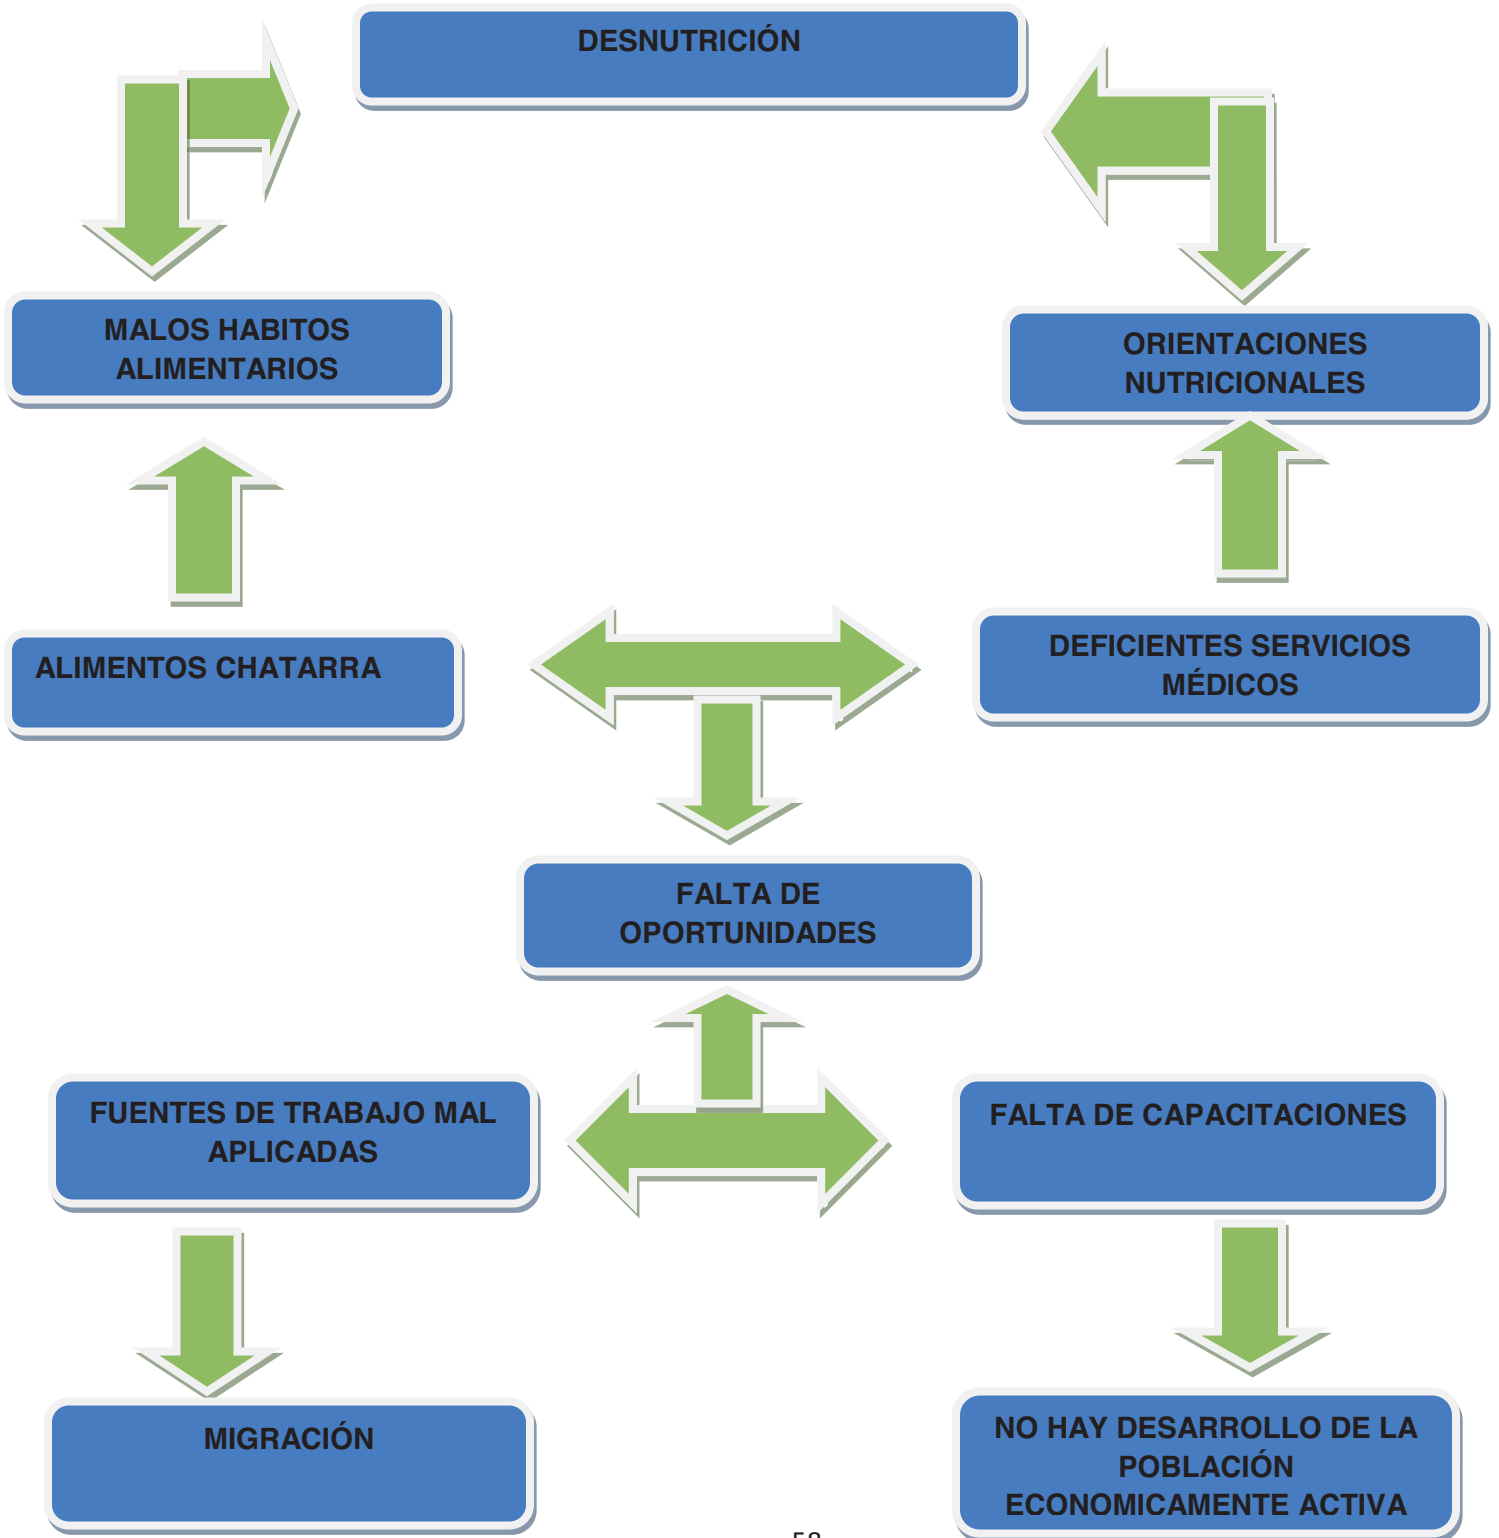 DESNUTRICIÓN
MALOS HABITOS
ALIMENTARIOS
ORIENTACIONES
NUTRICIONALES
ALIMENTOS CHATARRA
DEFICIENTES SERVICIOS
MÉDICOS
FALTA DE
OPORTUNIDADES
FUENTES DE TRABAJO MAL
APLICADAS
FALTA DE CAPACITACIONES
MIGRACIÓN
NO HAY DESARROLLO DE LA
POBLACIÓN
ECONOMICAMENTE ACTIVA